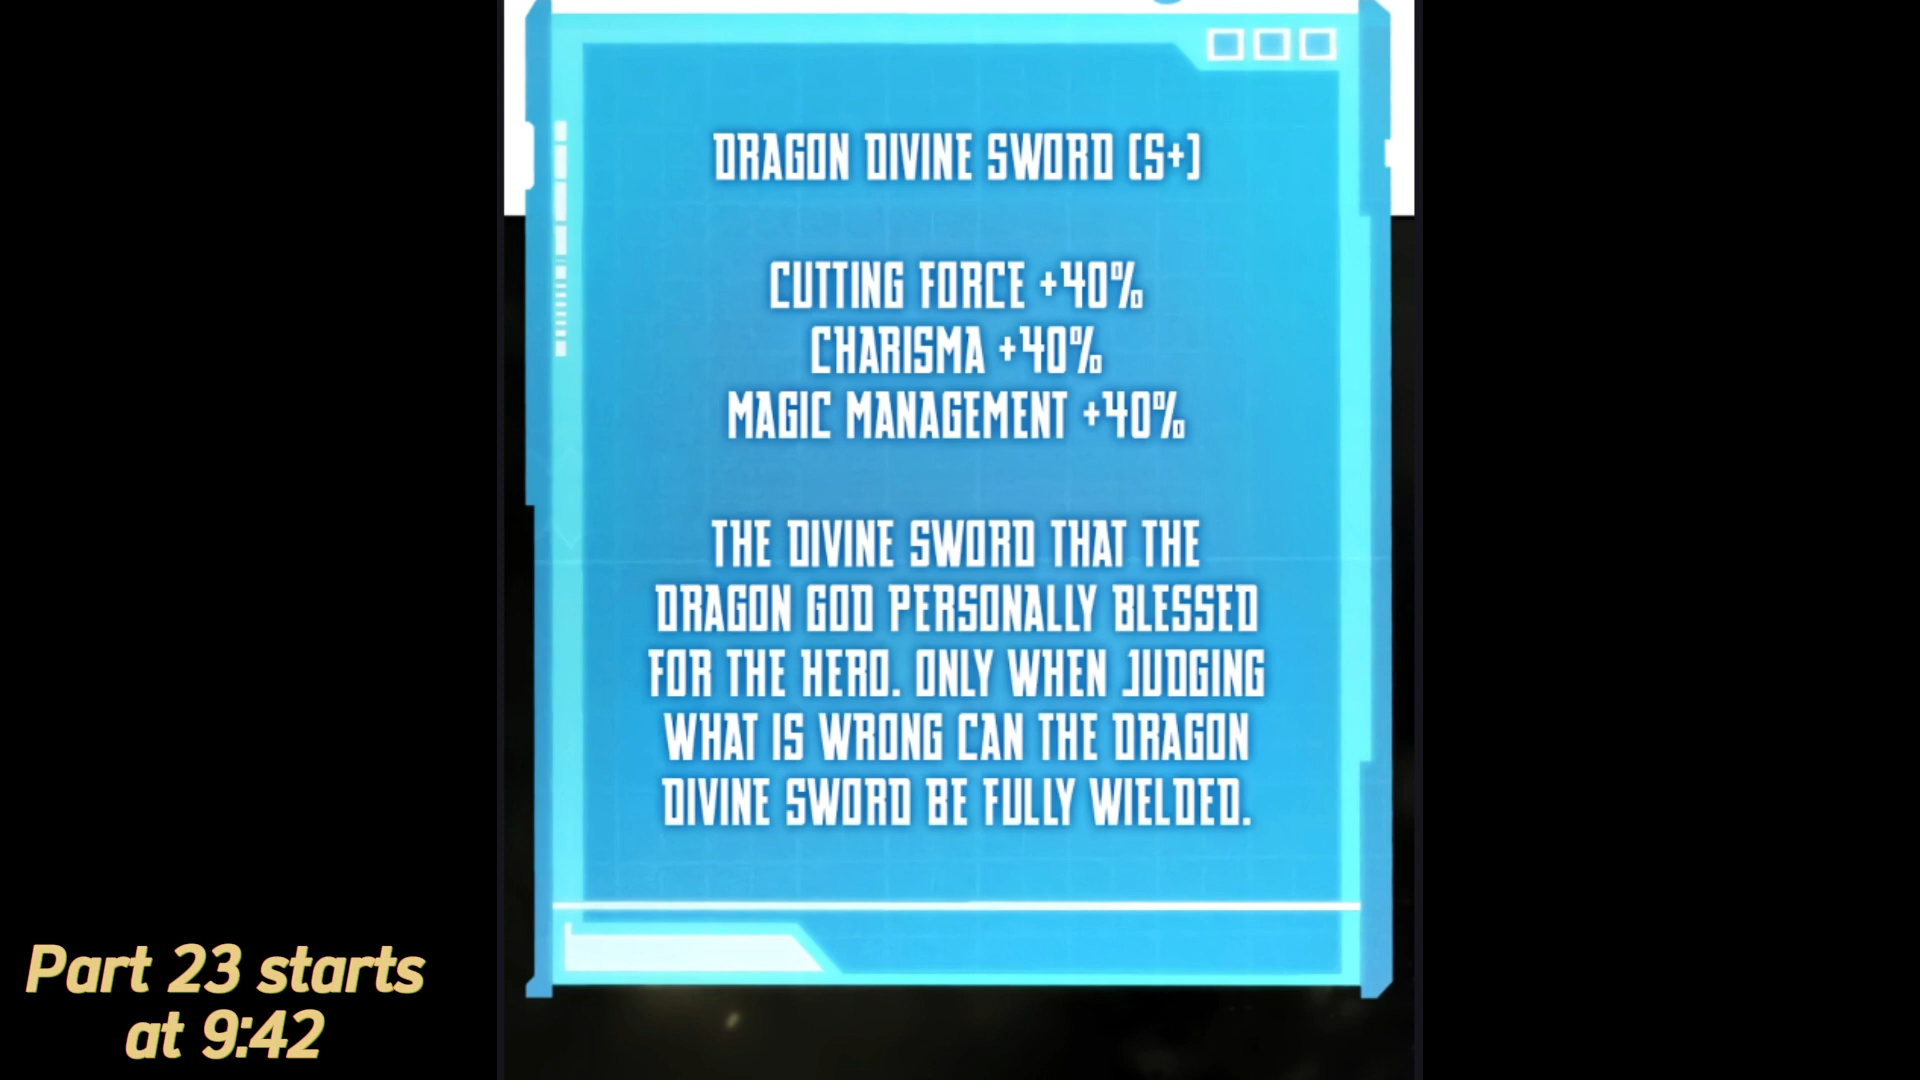 DRAGON DIVINE SWORD (S+)
CUTTING FORCE +40%
CHARISMA +40%
MAGIC MANAGEMENT +40%
THE DIVINE SWORD THAT THE
DRAGON GOD PERSONALLY BLESSED
FOR THE HERO. ONLY WHEN JUDGING
WHAT IS WRONG CAN THE DRAGON
DIVINE SWORD BE FULLY WIELDED.
Part 23 starts
at 9:42